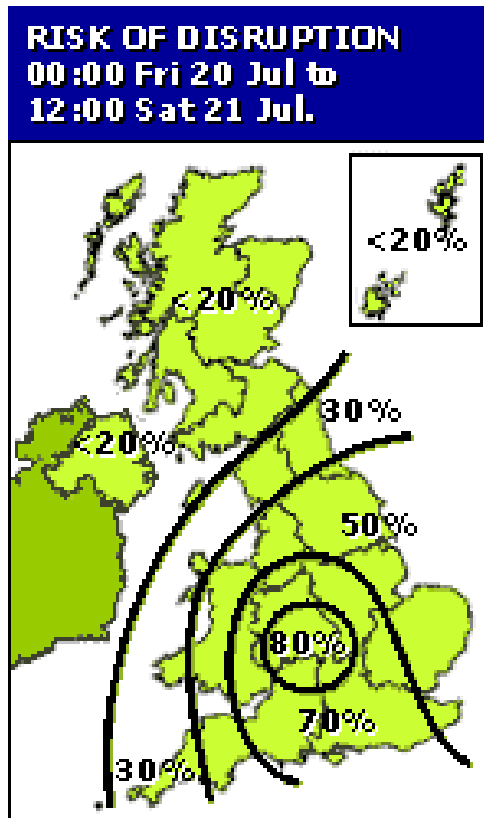 RISK OF DISRUPTION
00:00 Fri 20 Jul to
12:00 Sat 21 Jul.
<20%
<20%
30%
<20%
50%
80%
70%
30%